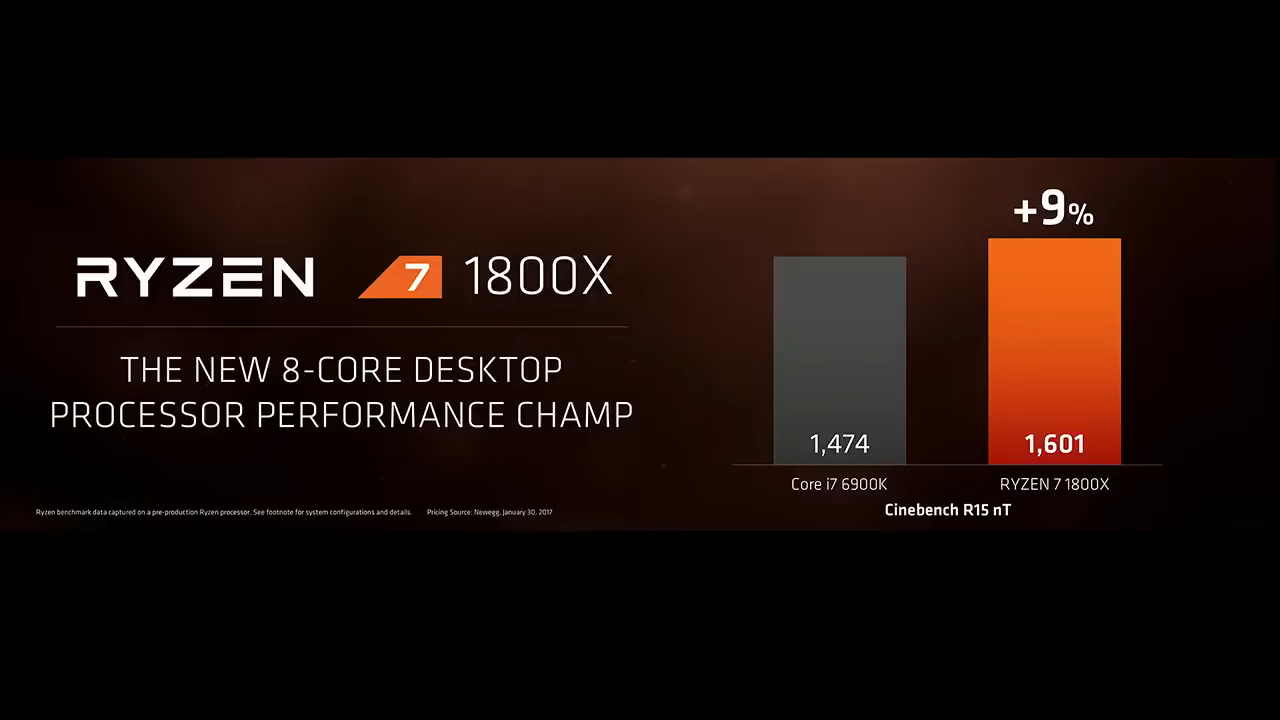 RYZEN 7 1800X
THE NEW 8-CORE DESKTOP
PROCESSOR PERFORMANCE CHAMP
Ryzen benchmark data captured on a pre-production Ryzen processor. See footnote for system configurations and details. Pricing Source: Newegg, January 30, 2017
+9%
1,474 1,601
Core i7 6900K RYZEN 7 1800X
Cinebench R15 nT